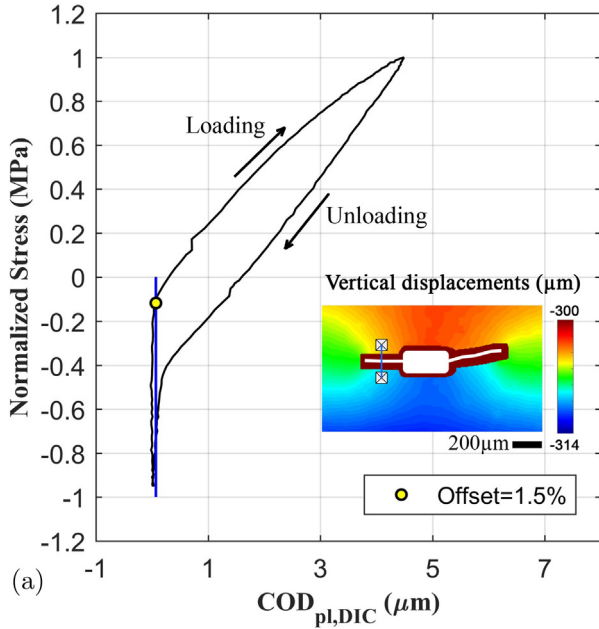 1.2
1
0.8
0.6
0.4
0.2
0
-0.2
-0.4
-0.6
-0.8
-1
-1.2
Normalized Stress (MPa)
Loading
Unloading
Vertical displacements (µm)
-300
-314
200µm
Offset=1.5%
(a)
-1 1 3 5 7
COD_pl,DIC (µm)